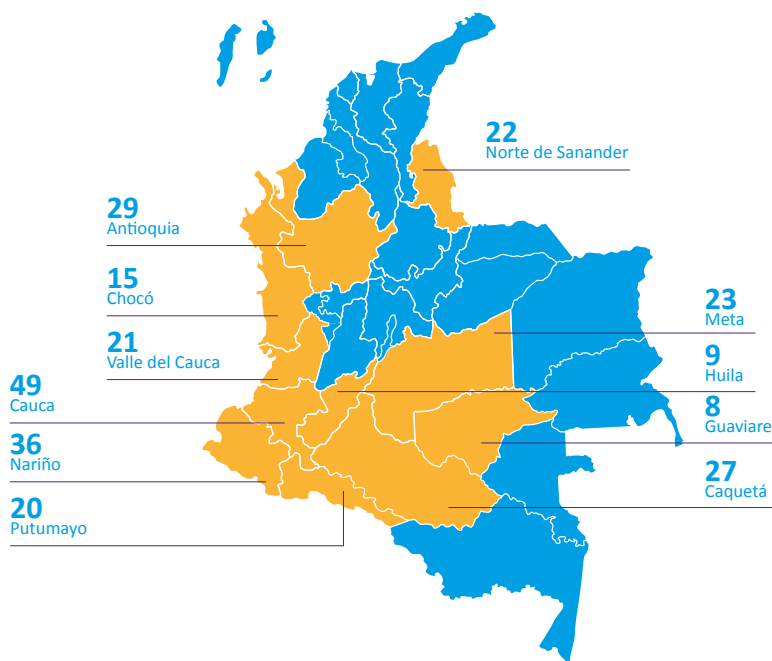 22
Norte de Sanander
29
Antioquia
15
Chocó
23
Meta
21
Valle del Cauca
9
Huila
49
Cauca
8
Guaviare
36
Nariño
27
Caquetá
20
Putumayo